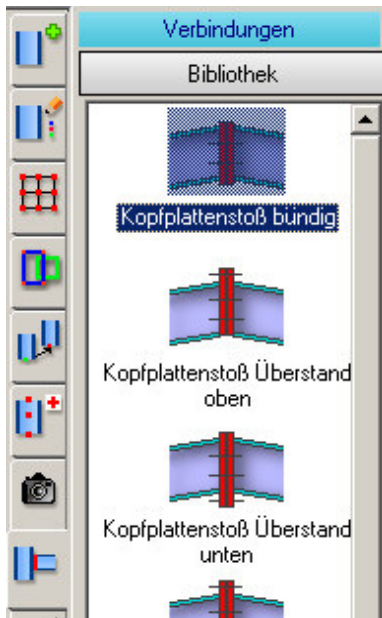 Verbindungen
Bibliothek
Kopfplattenstoß bündig
Kopfplattenstoß Überstand
oben
Kopfplattenstoß Überstand
unten